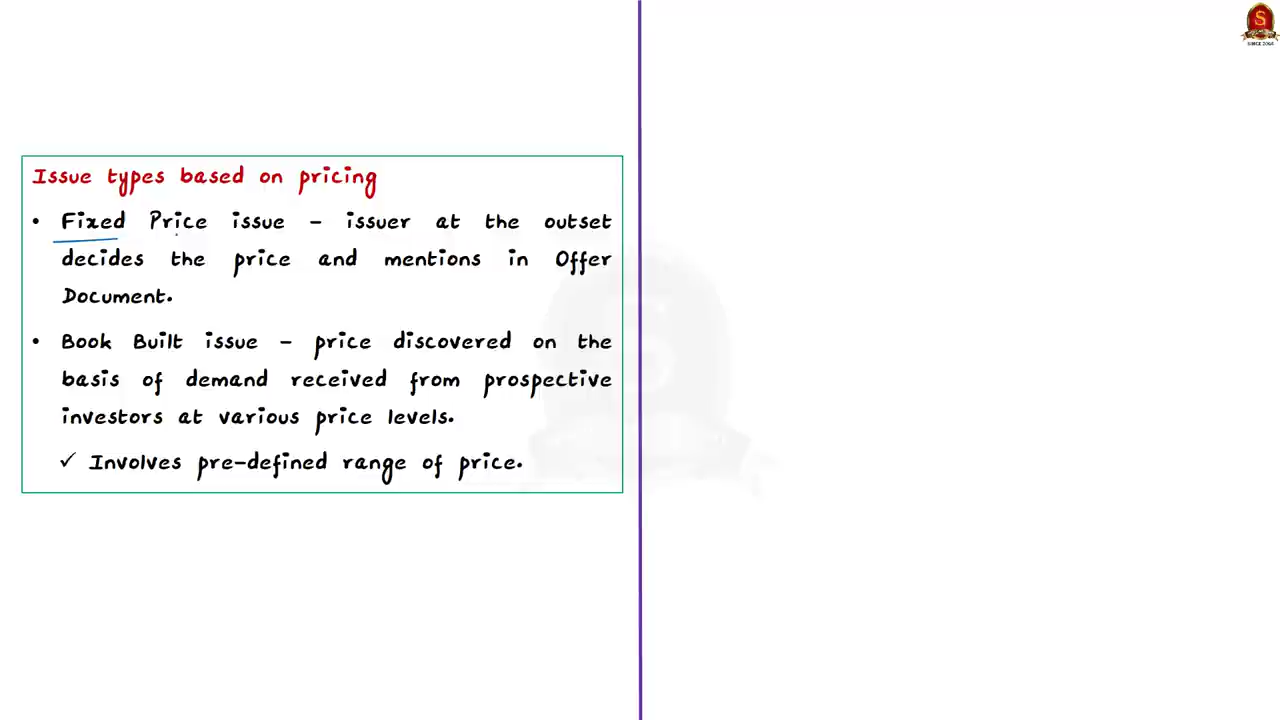 Issue types based on pricing
• Fixed Price issue – issuer at the outset
decides the price and mentions in Offer
Document.
• Book Built issue – price discovered on the
basis of demand received from prospective
investors at various price levels.
✓ Involves pre-defined range of price.
S
SINCE 2004